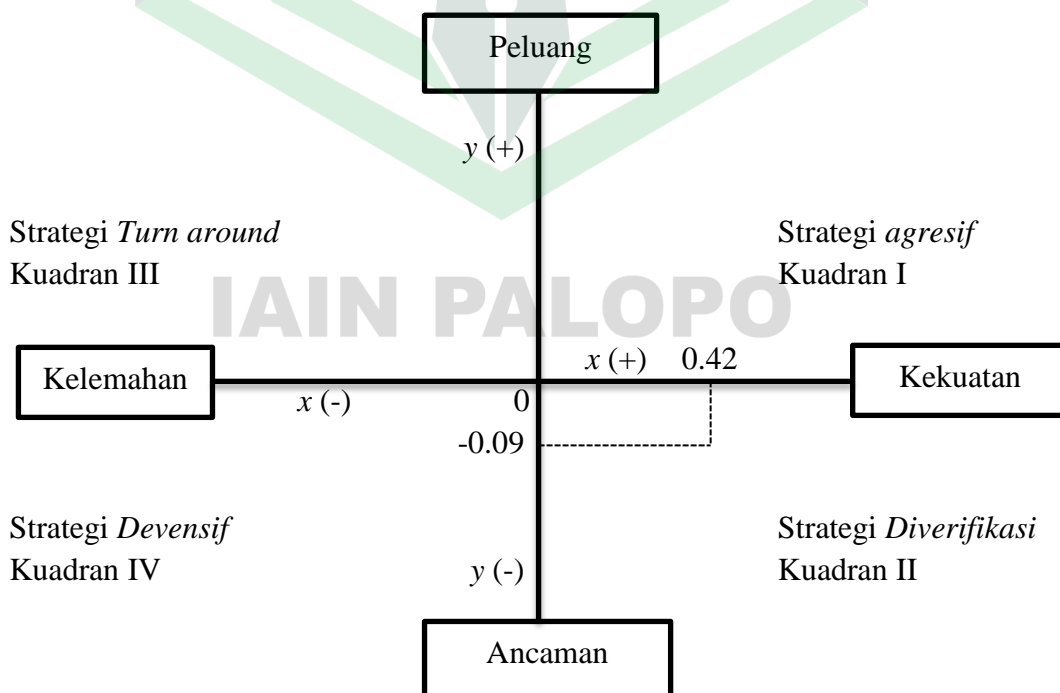 Peluang
y (+)
Strategi Turn around
Kuadran III
Strategi agresif
Kuadran I
IAIN PALOPO
Kelemahan
x (-)
0
x (+) 0.42
Kekuatan
-0.09
Strategi Devensif
Kuadran IV
Strategi Diverifikasi
Kuadran II
y (-)
Ancaman